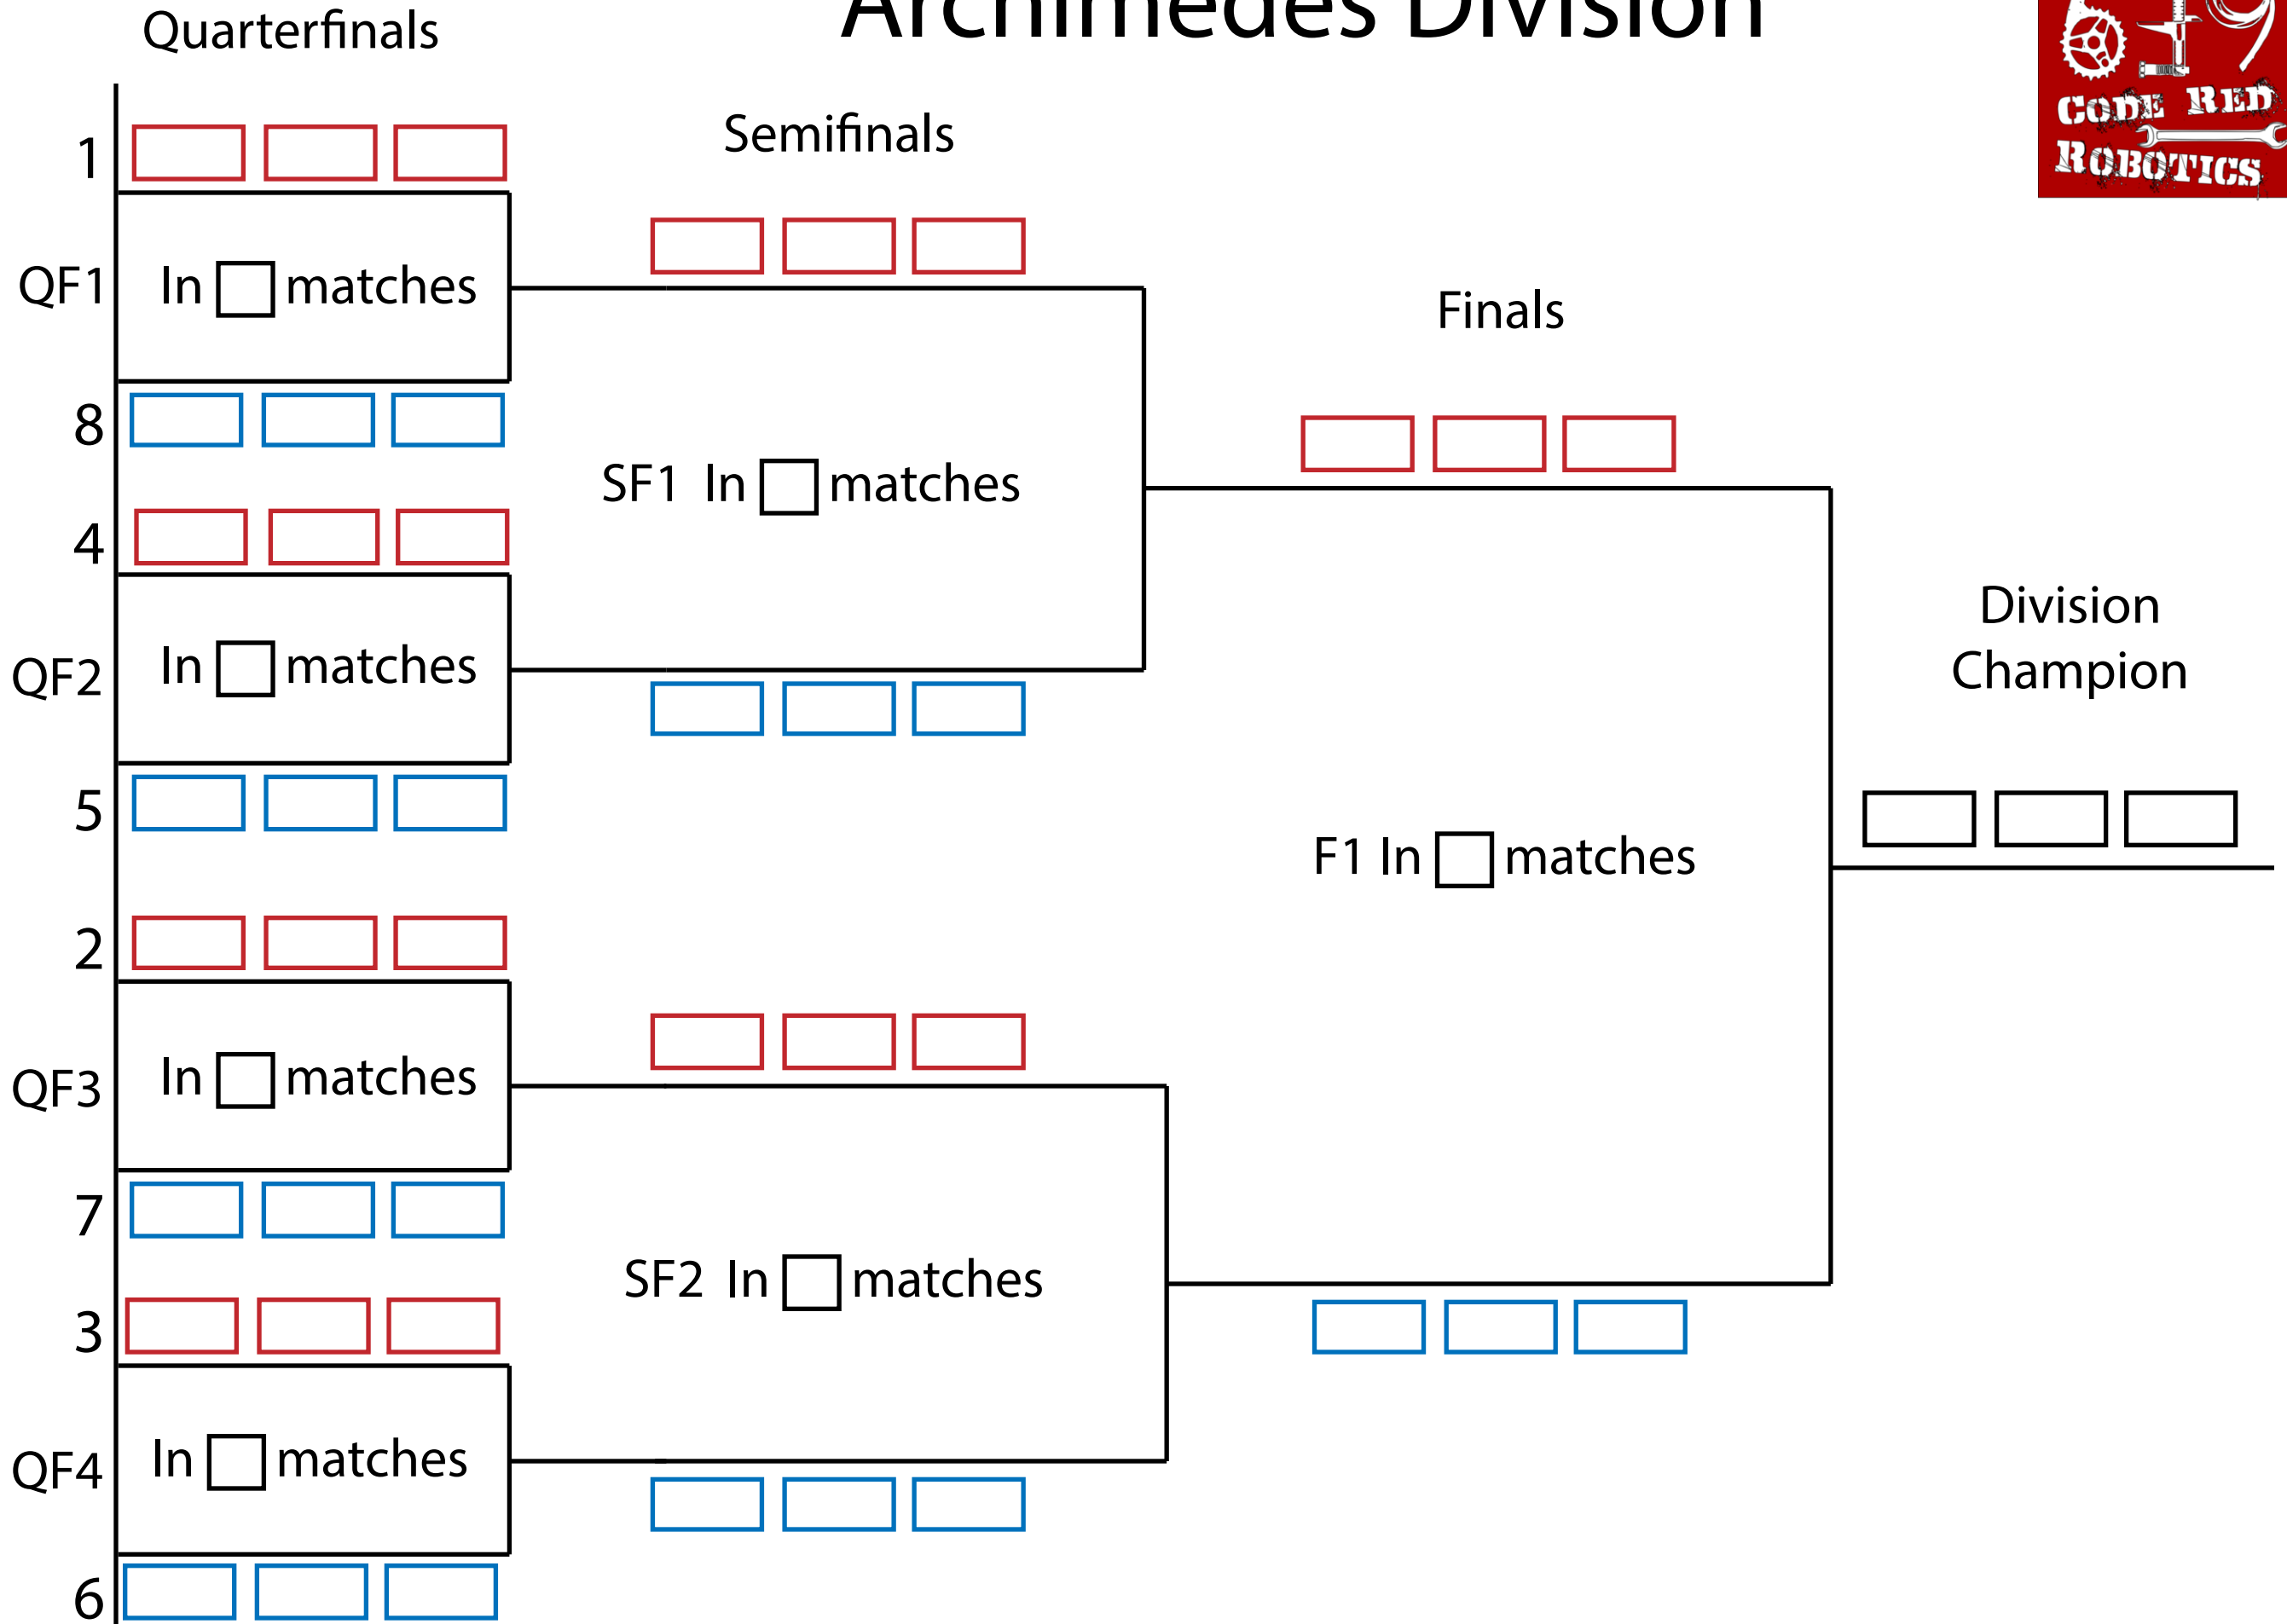 Archimedes Division
Quarterfinals
Semifinals
Finals
Division
Champion
CODE RED
ROBOTICS
1
QF1 In matches
8
SF1 In matches
4
QF2 In matches
5
F1 In matches
2
QF3 In matches
7
SF2 In matches
3
QF4 In matches
6